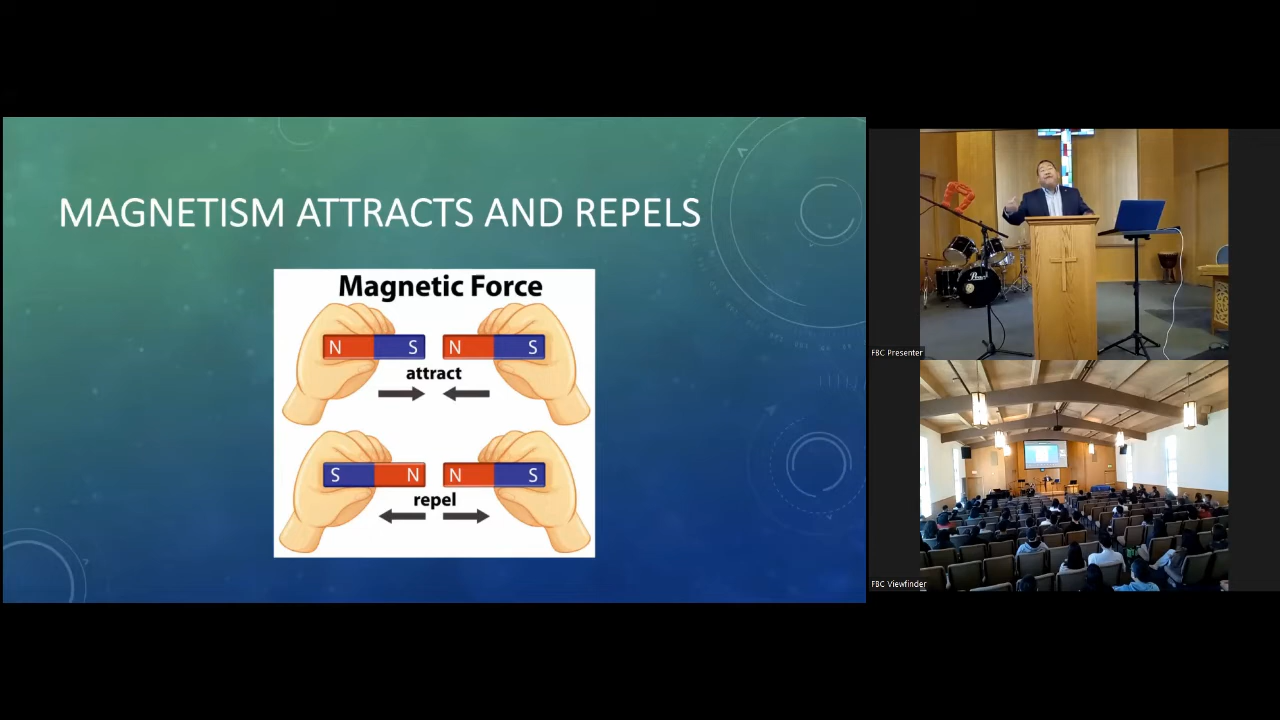 MAGNETISM ATTRACTS AND REPELS
Magnetic Force
N S N S
attract
S N N S
repel
FBC Presenter
FBC Viewfinder